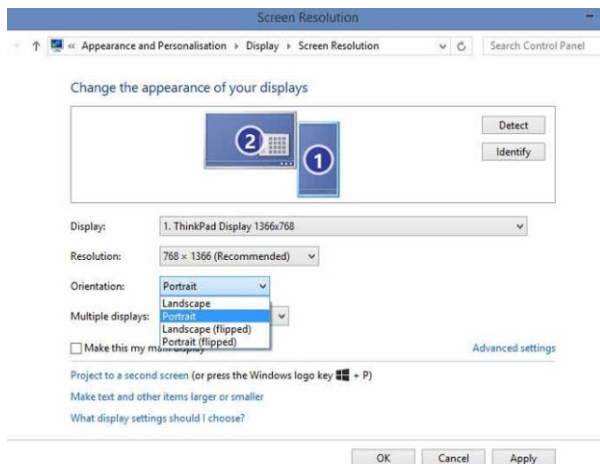 Screen Resolution
« Appearance and Personalisation Display Screen Resolution Search Control Panel
Change the appearance of your displays
2
1
Detect
Identify
Display: 1. ThinkPad Display 1366x768
Resolution: 768 × 1366 (Recommended)
Orientation: Portrait
Landscape
Multiple displays: Portrait
Landscape (flipped)
Portrait (flipped)
Make this my main display Advanced settings
Project to a second screen (or press the Windows logo key + P)
Make text and other items larger or smaller
What display settings should I choose?
OK Cancel Apply